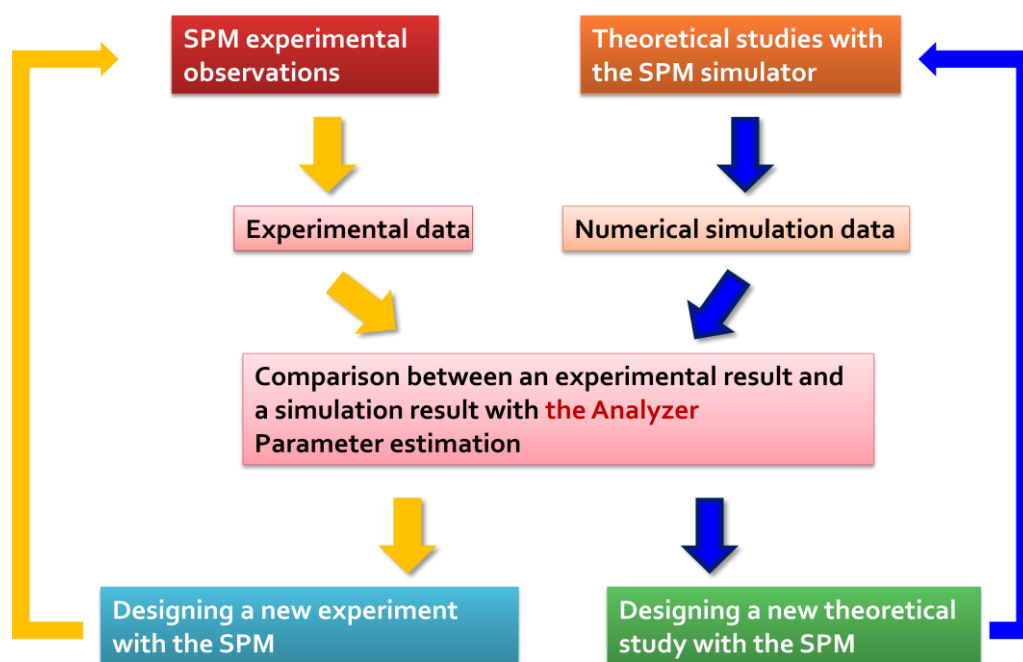 SPM experimental
observations
Theoretical studies with
the SPM simulator
Experimental data
Numerical simulation data
Comparison between an experimental result and
a simulation result with the Analyzer
Parameter estimation
Designing a new experiment
with the SPM
Designing a new theoretical
study with the SPM